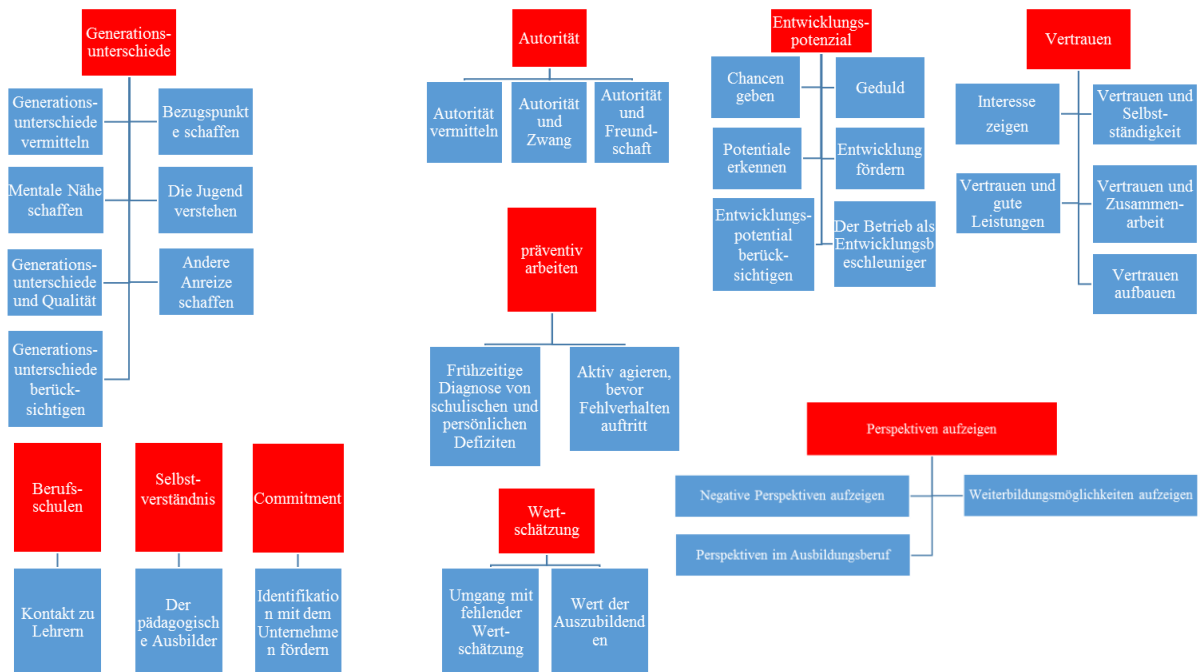 Generations-
unterschiede
Generations-
unterschiede
vermitteln
Bezugspunkt
e schaffen
Mentale Nähe
schaffen
Die Jugend
verstehen
Generations-
unterschiede
und Qualität
Andere
Anreize
schaffen
Generations-
unterschiede
berück-
sichtigen
Autorität
Autorität
vermitteln
Autorität
und
Zwang
Autorität
und
Freund-
schaft
Entwicklungs-
potenzial
Chancen
geben
Geduld
Potentiale
erkennen
Entwicklung
fördern
Entwicklungs-
potential
berück-
sichtigen
Der Betrieb als
Entwicklungsb
eschleuniger
Vertrauen
Interesse
zeigen
Vertrauen und
Selbst-
ständigkeit
Vertrauen und
gute
Leistungen
Vertrauen und
Zusammen-
arbeit
Vertrauen
aufbauen
präventiv
arbeiten
Frühzeitige
Diagnose von
schulischen und
persönlichen
Defiziten
Aktiv agieren,
bevor
Fehlverhalten
auftritt
Perspektiven aufzeigen
Negative Perspektiven aufzeigen
Weiterbildungsmöglichkeiten aufzeigen
Perspektiven im Ausbildungsberuf
Berufs-
schulen
Kontakt zu
Lehrern
Selbst-
verständnis
Der
pädagogisch
e Ausbilder
Commitment
Identifikatio
n mit dem
Unternehme
n fördern
Wert-
schätzung
Umgang mit
fehlender
Wert-
schätzung
Wert der
Auszubildend
en